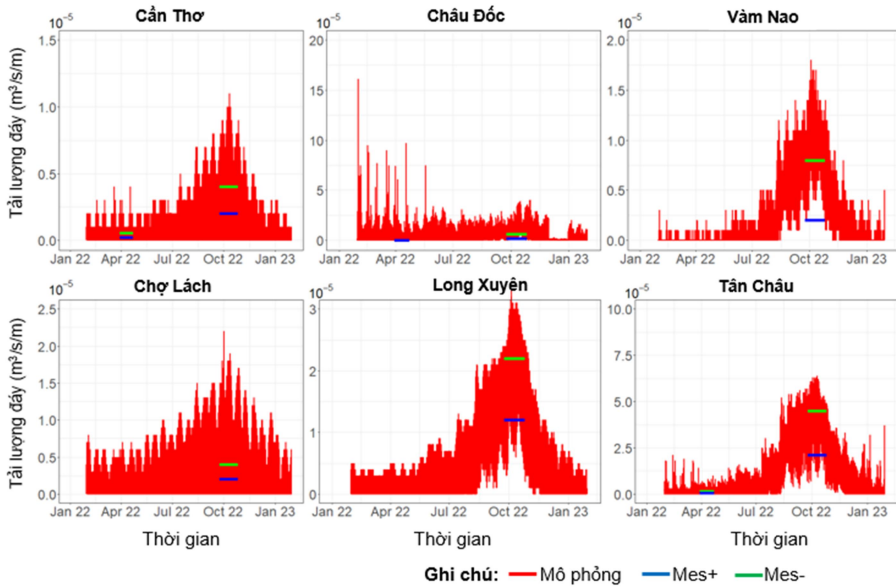 Cần Thơ Châu Đốc Vàm Nao
10⁻⁵ 10⁻⁵ 10⁻⁵
Tải lượng đáy (m³/s/m)
1.5 20 2.0
15 1.5
1.0
10 1.0
0.5
5 0.5
0.0 0 0.0
Jan 22 Apr 22 Jul 22 Oct 22 Jan 23 Jan 22 Apr 22 Jul 22 Oct 22 Jan 23 Jan 22 Apr 22 Jul 22 Oct 22 Jan 23
Chợ Lách Long Xuyên Tân Châu
10⁻⁵ 10⁻⁵ 10⁻⁵
Tải lượng đáy (m³/s/m)
2.5 3 10.0
2.0
7.5
1.5 2
5.0
1.0 1
2.5
0.5
0.0 0 0.0
Jan 22 Apr 22 Jul 22 Oct 22 Jan 23 Jan 22 Apr 22 Jul 22 Oct 22 Jan 23 Jan 22 Apr 22 Jul 22 Oct 22 Jan 23
Thời gian Thời gian Thời gian
Ghi chú: Mô phỏng Mes+ Mes-